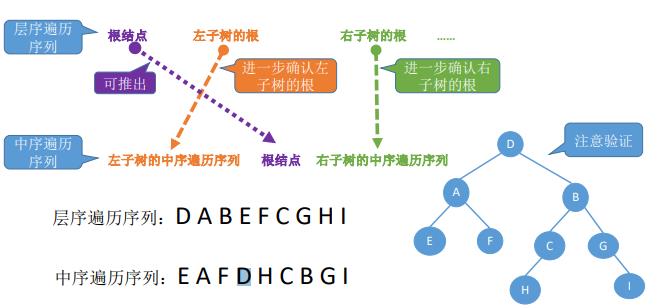 层序遍历
序列
根结点
左子树的根
右子树的根
……
可推出
进一步确认左
子树的根
进一步确认右
子树的根
中序遍历
序列
左子树的中序遍历序列
根结点
右子树的中序遍历序列
注意验证
D
A
B
E
F
C
G
H
I
层序遍历序列：D A B E F C G H I
中序遍历序列：E A F D H C B G I